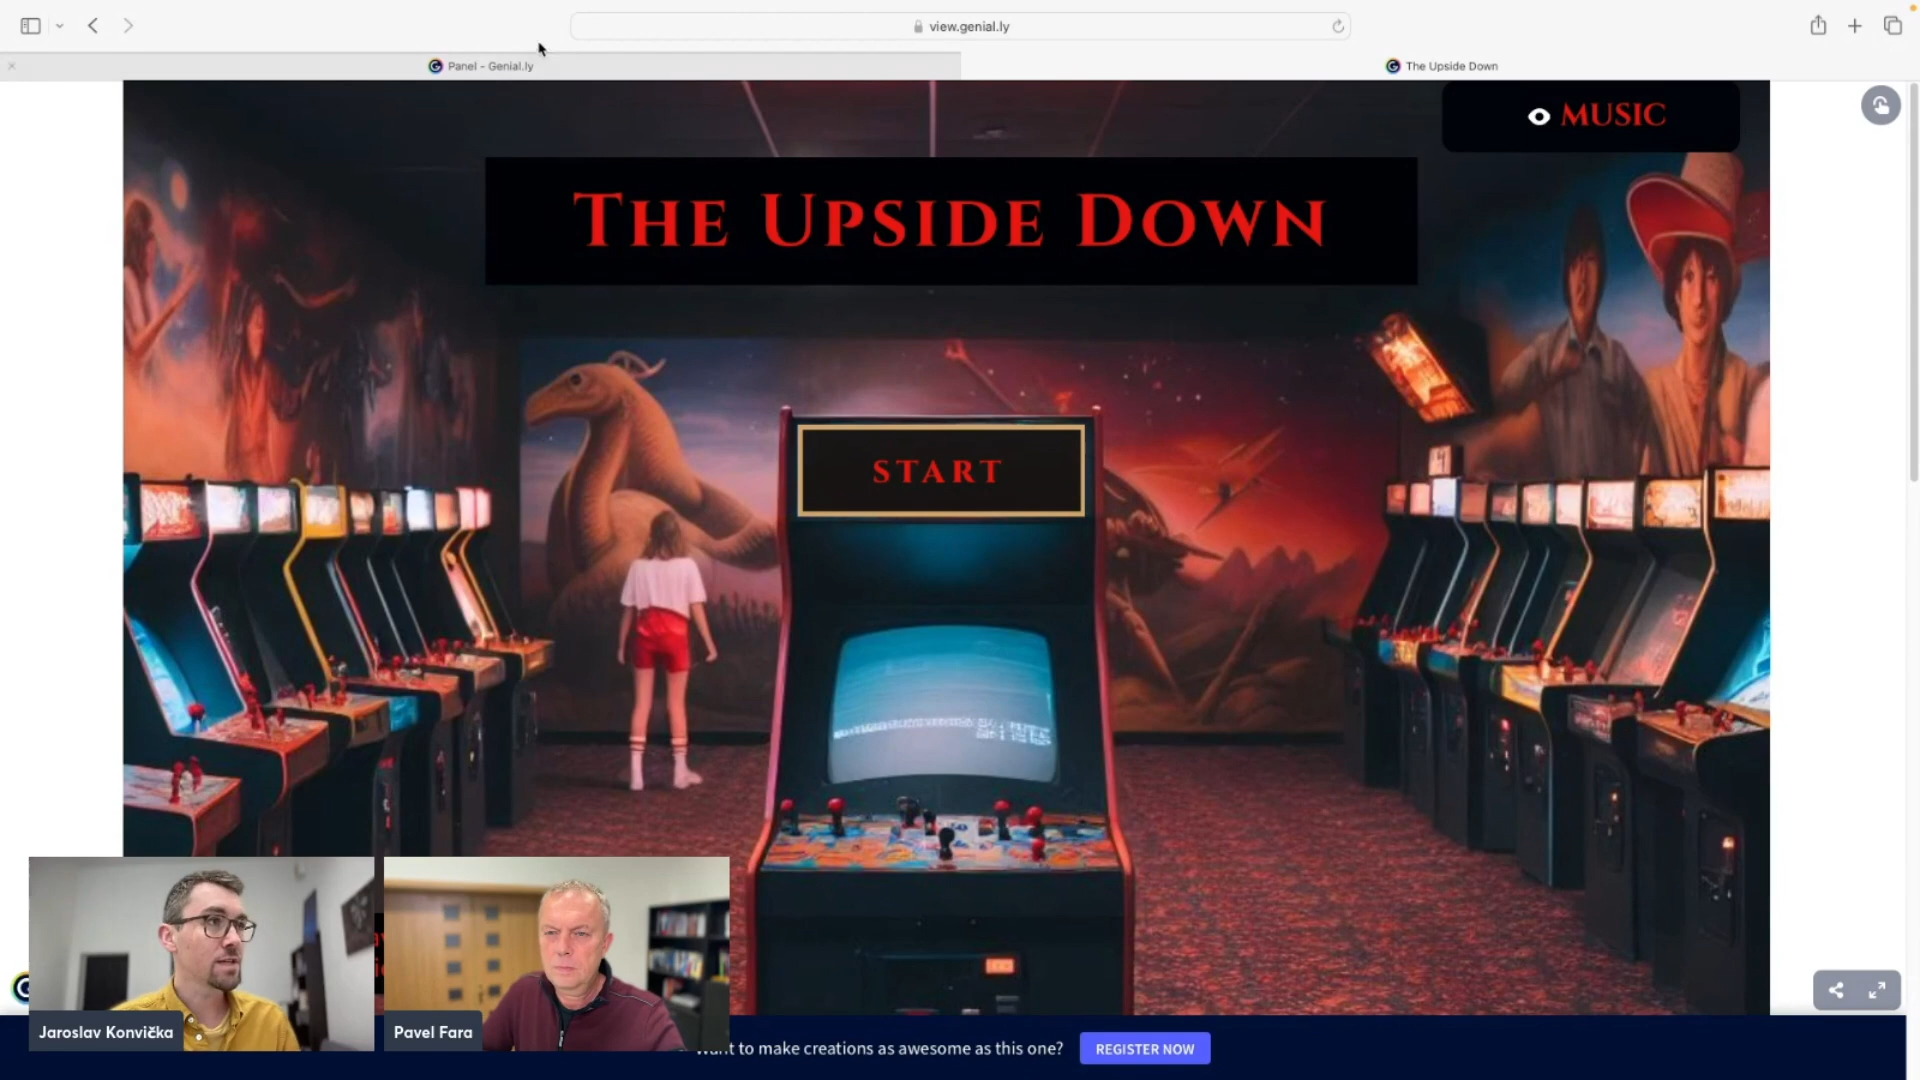 view.genial.ly
Panel - Genial.ly
The Upside Down
MUSIC
THE UPSIDE DOWN
START
Jaroslav Konvička
Pavel Fara
to make creations as awesome as this one?
REGISTER NOW